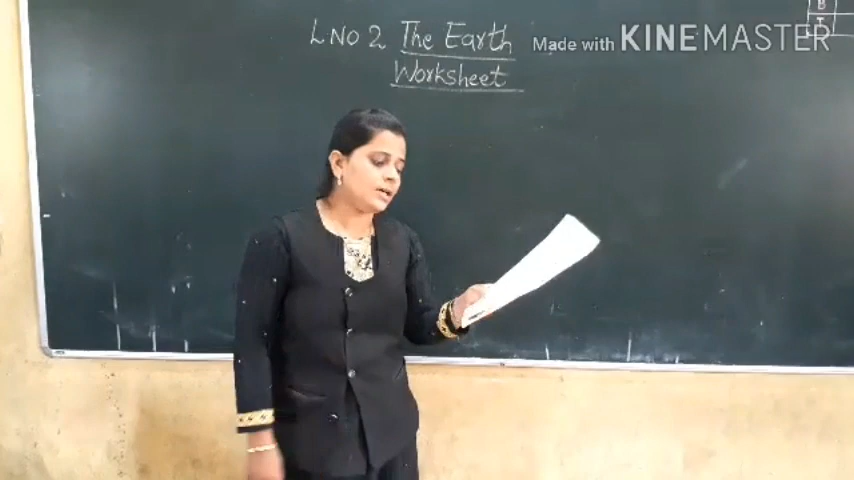 L NO 2 The Earth
Worksheet
Made with KINEMASTER
B
T